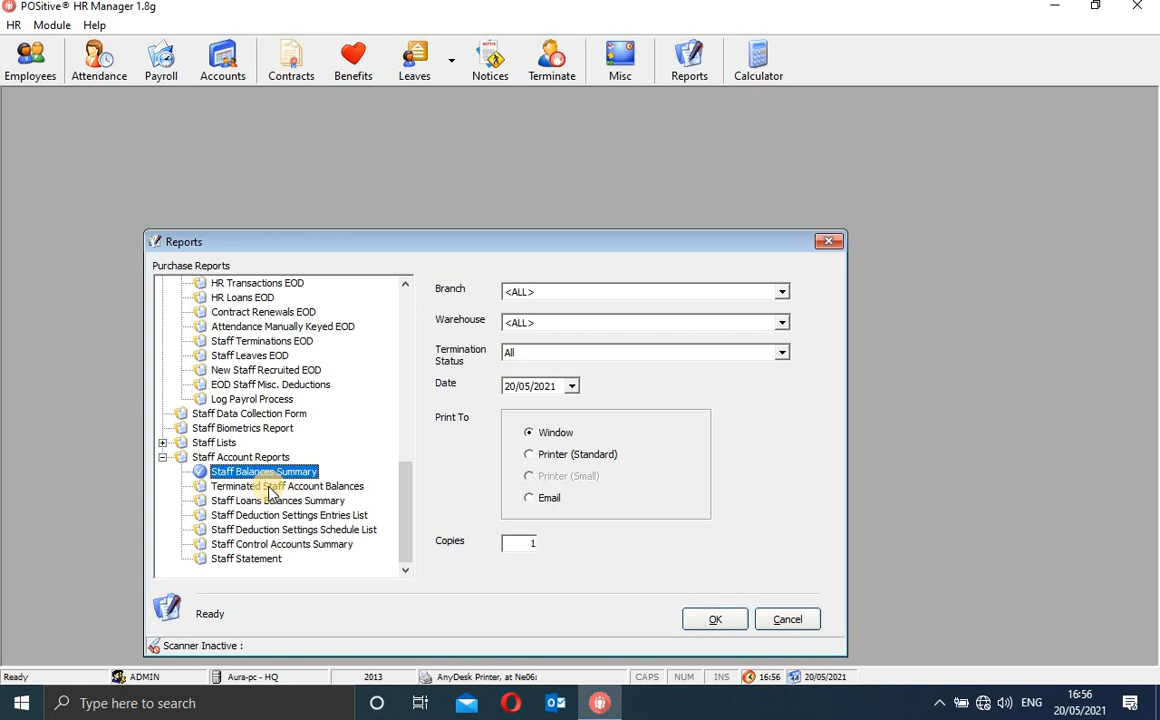 POSitive® HR Manager 1.8g
HR Module Help
Employees Attendance Payroll Accounts Contracts Benefits Leaves Notices Terminate Misc Reports Calculator
Reports
Purchase Reports
HR Transactions EOD
HR Loans EOD
Contract Renewals EOD
Attendance Manually Keyed EOD
Staff Terminations EOD
Staff Leaves EOD
New Staff Recruited EOD
EOD Staff Misc. Deductions
Log Payrol Process
Staff Data Collection Form
Staff Biometrics Report
Staff Lists
Staff Account Reports
Staff Balances Summary
Terminated Staff Account Balances
Staff Loans Balances Summary
Staff Deduction Settings Entries List
Staff Deduction Settings Schedule List
Staff Control Accounts Summary
Staff Statement
Branch <ALL>
Warehouse <ALL>
Termination Status All
Date 20/05/2021
Print To
Window
Printer (Standard)
Printer (Small)
Email
Copies 1
Ready
OK Cancel
Scanner Inactive :
Ready ADMIN Aura-pc - HQ 2013 AnyDesk Printer, at Ne06: CAPS NUM INS 16:56 20/05/2021
Type here to search
ENG
16:56
20/05/2021